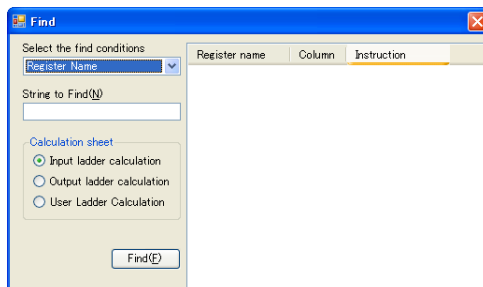 Find
Select the find conditions
Register Name
String to Find(N)
Calculation sheet
Input ladder calculation
Output ladder calculation
User Ladder Calculation
Find(F)
Register name Column Instruction